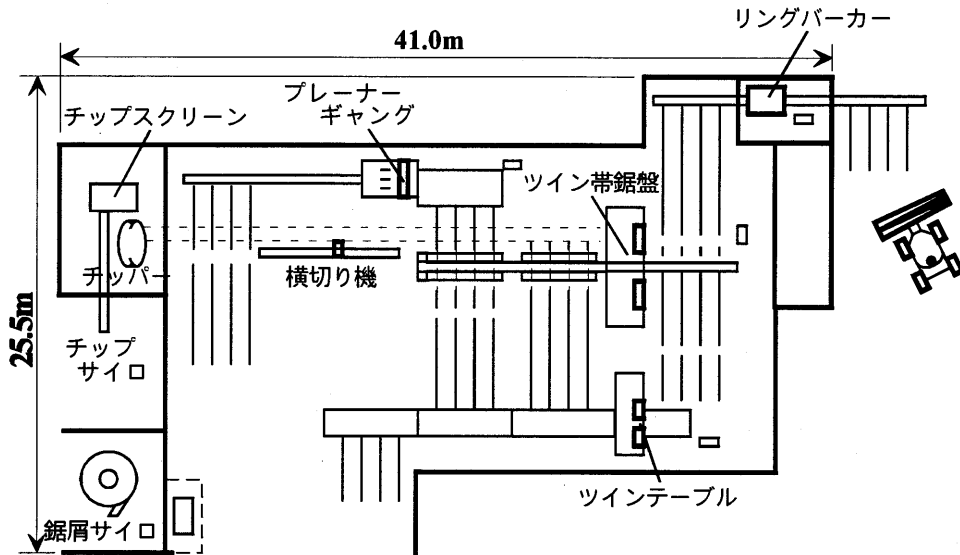 リングバーカー
41.0m
プレーナー
ギャング
チップスクリーン
ツイン帯鋸盤
チッパー
横切り機
25.5m
チップ
サイロ
ツインテーブル
鋸屑サイロ